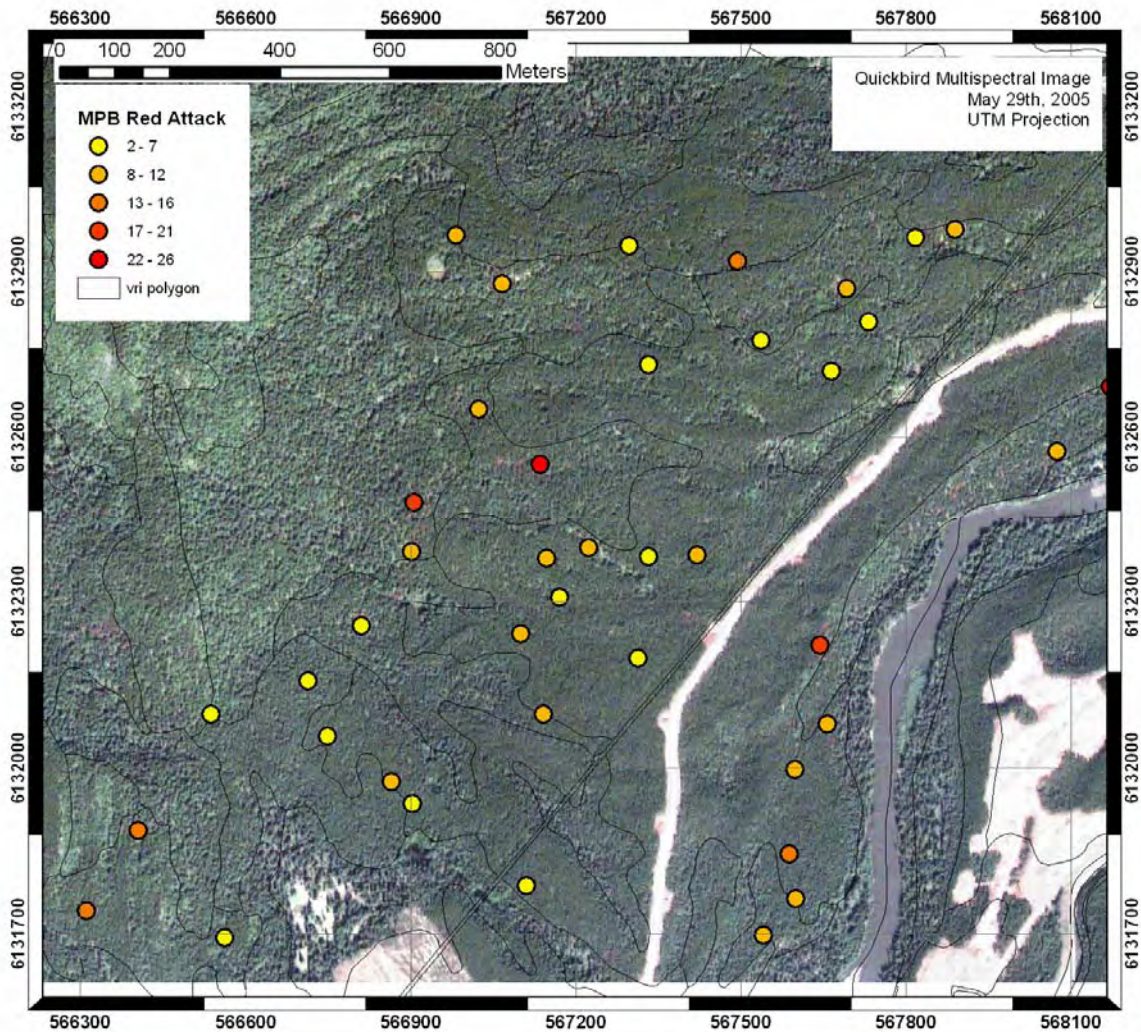 566300 566600 566900 567200 567500 567800 568100
0 100 200 400 600 800
Meters
Quickbird Multispectral Image
May 29th, 2005
UTM Projection
MPB Red Attack
2 - 7
8 - 12
13 - 16
17 - 21
22 - 26
vri polygon
6133200
6132900
6132600
6132300
6132000
6131700
6133200
6132900
6132600
6132300
6132000
6131700
566300 566600 566900 567200 567500 567800 568100